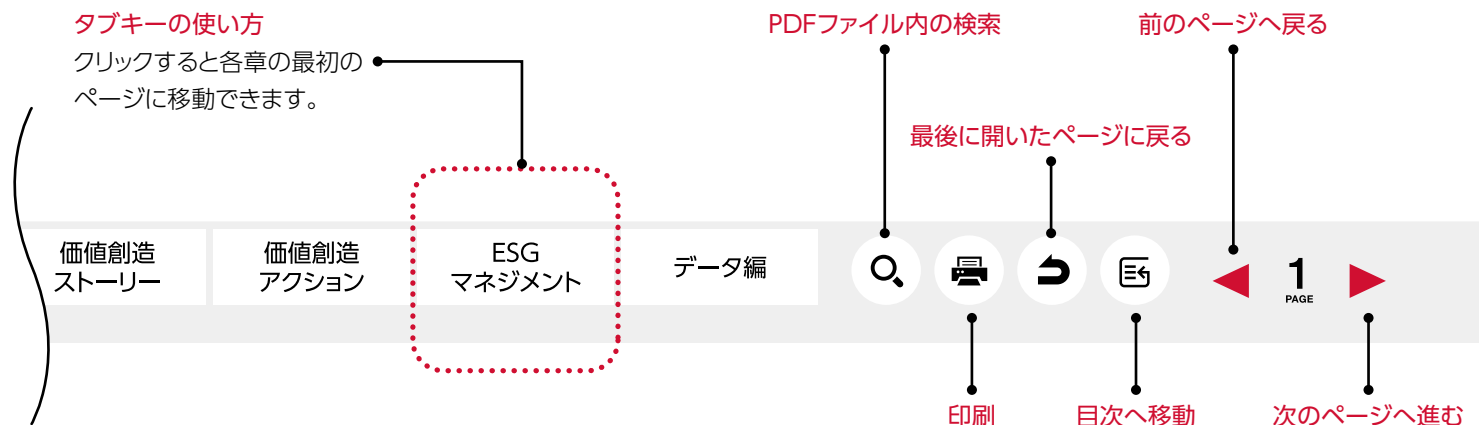 タブキーの使い方
クリックすると各章の最初の
ページに移動できます。
PDFファイル内の検索
前のページへ戻る
最後に開いたページに戻る
価値創造
ストーリー
価値創造
アクション
ESG
マネジメント
データ編
1
PAGE
印刷
目次へ移動
次のページへ進む